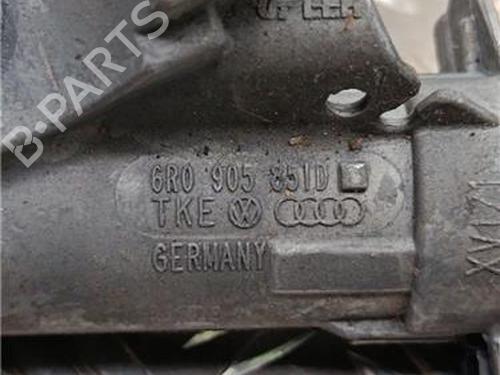 B-PARTS
6R0 905 851D
TKE
GERMANY